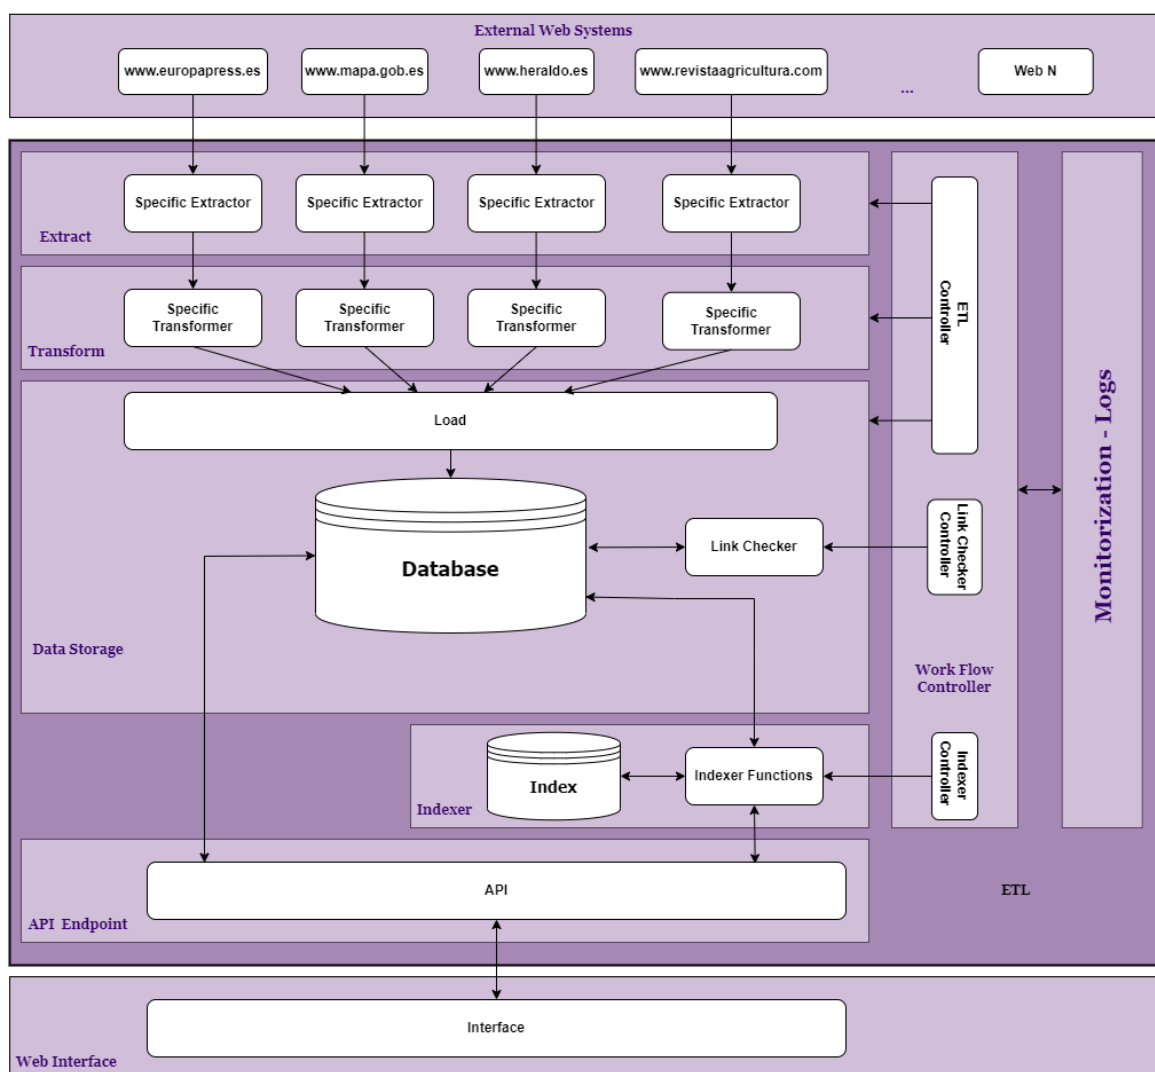 External Web Systems
www.europapress.es
www.mapa.gob.es
www.heraldo.es
www.revistaagricultura.com
...
Web N
Specific Extractor
Specific Extractor
Specific Extractor
Specific Extractor
Extract
ETL
Controller
Specific
Transformer
Specific
Transformer
Specific
Transformer
Specific
Transformer
Transform
Load
Database
Link Checker
Link Checker
Controller
Data Storage
Work Flow
Controller
Monitorization - Logs
Index
Indexer Functions
Indexer
Controller
Indexer
API
API Endpoint
ETL
Interface
Web Interface